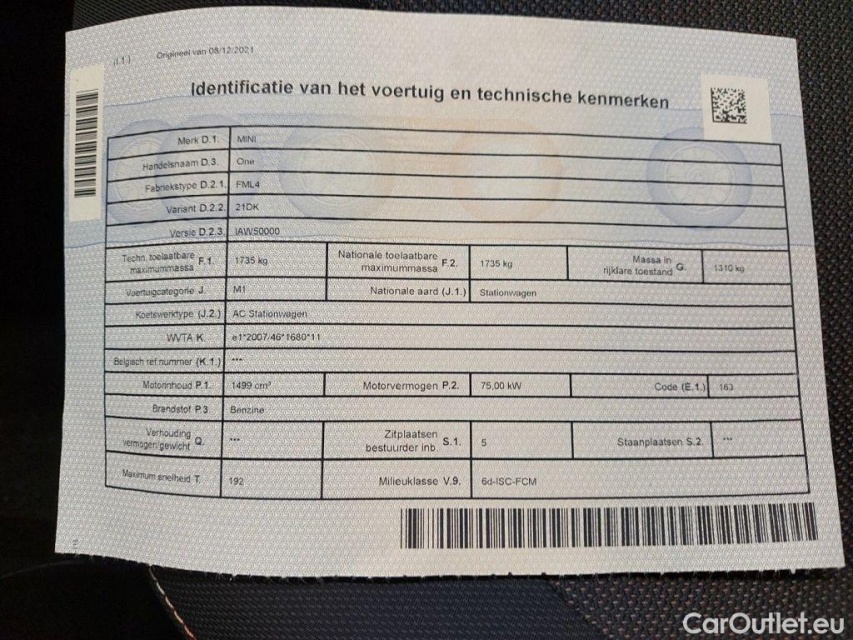 (I.1) Origineel van 08/12/2021
Identificatie van het voertuig en technische kenmerken
Merk D.1. MINI
Handelsnaam D.3. One
Fabriekstype D.2.1. FML4
Variant D.2.2. 21DK
Versie D.2.3. IAW50000
Techn. toelaatbare maximummassa F.1. 1735 kg Nationale toelaatbare maximummassa F.2. 1735 kg Massa in rijklare toestand G. 1310 kg
Voertuigcategorie J. M1 Nationale aard (J.1.) Stationwagen
Koetswerktype (J.2.) AC Stationwagen
WVTA K. e1*2007/46*1680*11
Belgisch ref.nummer (K.1.) ***
Motorinhoud P.1. 1499 cm³ Motorvermogen P.2. 75,00 kW Code (E.1.) 163
Brandstof P.3. Benzine
Verhouding vermogen/gewicht Q. *** Zitplaatsen bestuurder inb. S.1. 5 Staanplaatsen S.2. ***
Maximum snelheid T. 192 Milieuklasse V.9. 6d-ISC-FCM
CarOutlet.eu